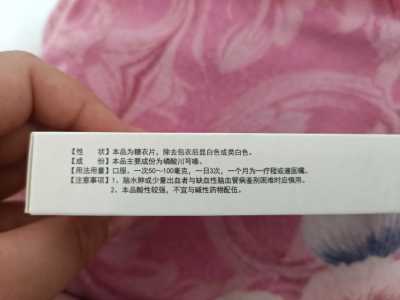 【性　　状】本品为糖衣片，除去包衣后显白色或类白色。
【成　　份】本品主要成份为磷酸川芎嗪。
【用法用量】口服，一次50～100毫克，一日3次，一个月为一疗程或遵医嘱。
【注意事项】1、脑水肿或少量出血者与缺血性脑血管病鉴别困难时应慎用。
2、本品酸性较强，不宜与碱性药物配伍。